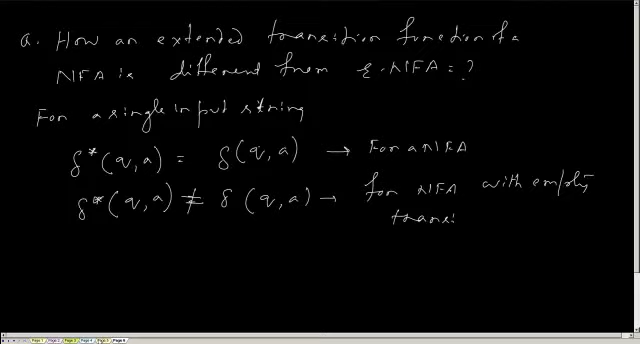 Q. How an extended transition function of a
NFA is different from ε-NFA = ?
For a single input string
δ*(q,a) = δ(q,a) → For a NFA
δ*(q,a) ≠ δ(q,a) → for NFA with empty
transi
Page 1 Page 2 Page 3 Page 4 Page 5 Page 6